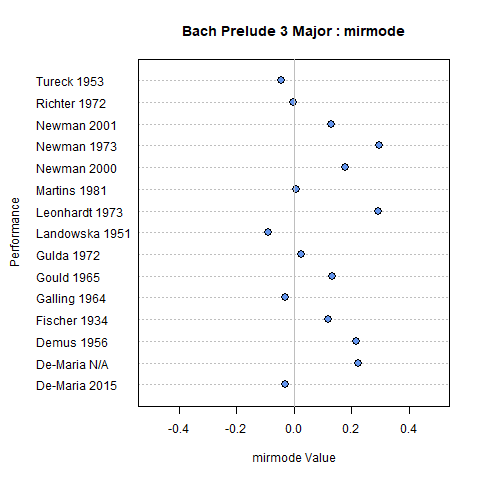 Bach Prelude 3 Major : mirmode
Performance
Tureck 1953
Richter 1972
Newman 2001
Newman 1973
Newman 2000
Martins 1981
Leonhardt 1973
Landowska 1951
Gulda 1972
Gould 1965
Galling 1964
Fischer 1934
Demus 1956
De-Maria N/A
De-Maria 2015
-0.4 -0.2 0.0 0.2 0.4
mirmode Value